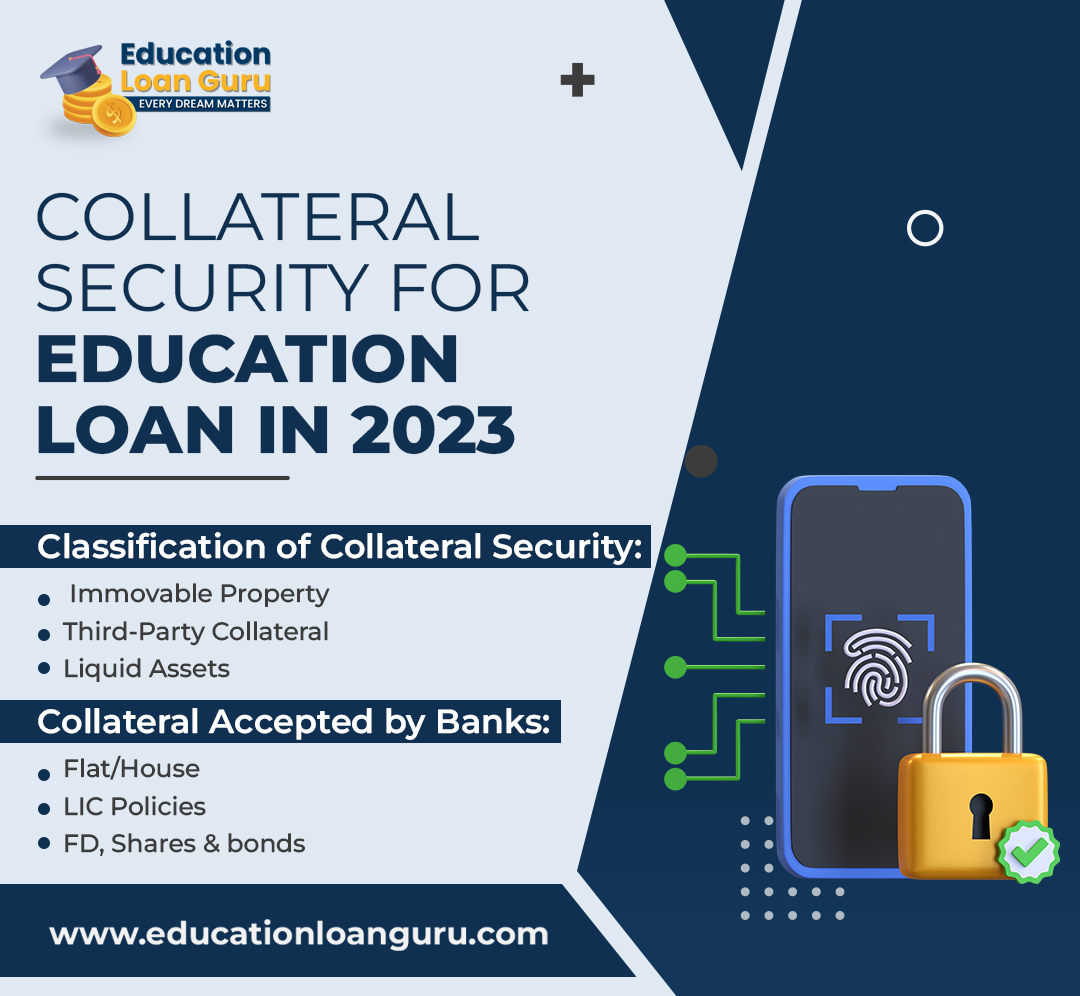 Education
Loan Guru
EVERY DREAM MATTERS
COLLATERAL
SECURITY FOR
EDUCATION
LOAN IN 2023
Classification of Collateral Security:
Immovable Property
Third-Party Collateral
Liquid Assets
Collateral Accepted by Banks:
Flat/House
LIC Policies
FD, Shares & bonds
www.educationloanguru.com